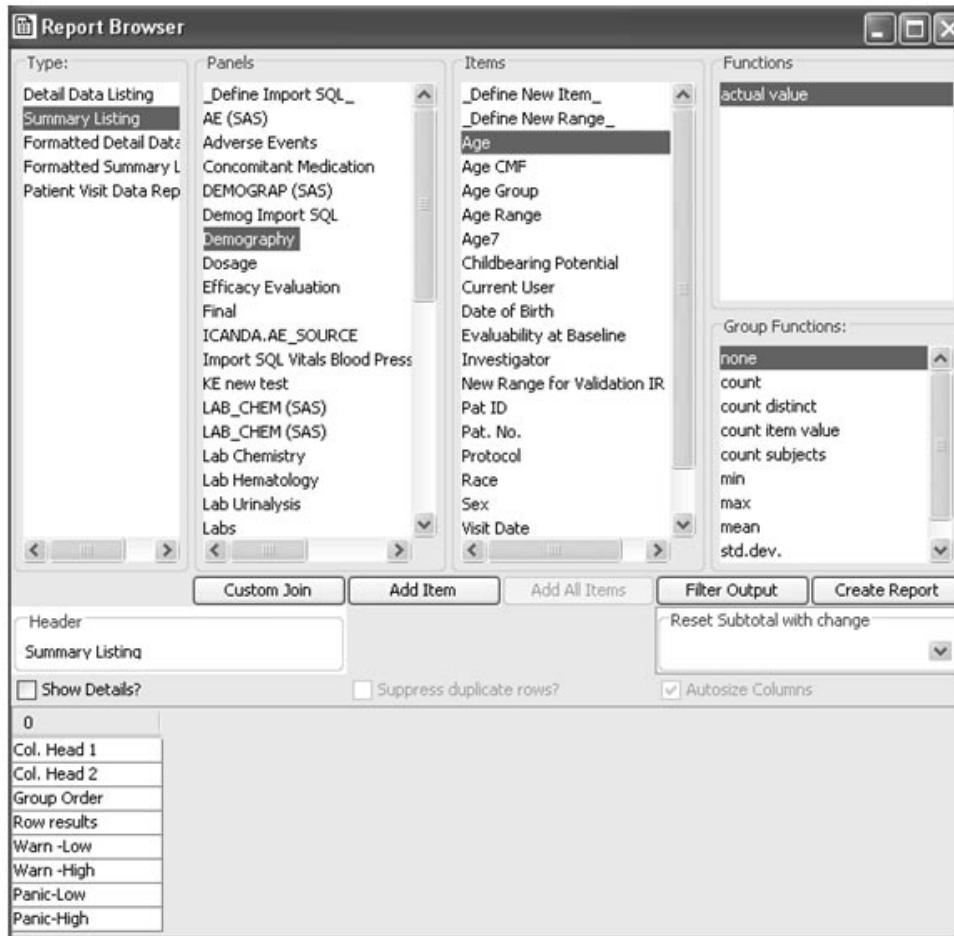 Report Browser
Type:
Detail Data Listing
Summary Listing
Formatted Detail Data
Formatted Summary L
Patient Visit Data Rep
Panels
_Define Import SQL_
AE (SAS)
Adverse Events
Concomitant Medication
DEMOGRAP (SAS)
Demog Import SQL
Demography
Dosage
Efficacy Evaluation
Final
ICANDA.AE_SOURCE
Import SQL Vitals Blood Press
KE new test
LAB_CHEM (SAS)
LAB_CHEM (SAS)
Lab Chemistry
Lab Hematology
Lab Urinalysis
Labs
Items
_Define New Item_
_Define New Range_
Age
Age CMF
Age Group
Age Range
Age7
Childbearing Potential
Current User
Date of Birth
Evaluability at Baseline
Investigator
New Range for Validation IR
Pat ID
Pat. No.
Protocol
Race
Sex
Visit Date
Functions
actual value
Group Functions:
none
count
count distinct
count item value
count subjects
min
max
mean
std.dev.
Custom Join
Add Item
Add All Items
Filter Output
Create Report
Header
Summary Listing
Reset Subtotal with change
Show Details?
Suppress duplicate rows?
Autosize Columns
0
Col. Head 1
Col. Head 2
Group Order
Row results
Warn -Low
Warn -High
Panic-Low
Panic-High